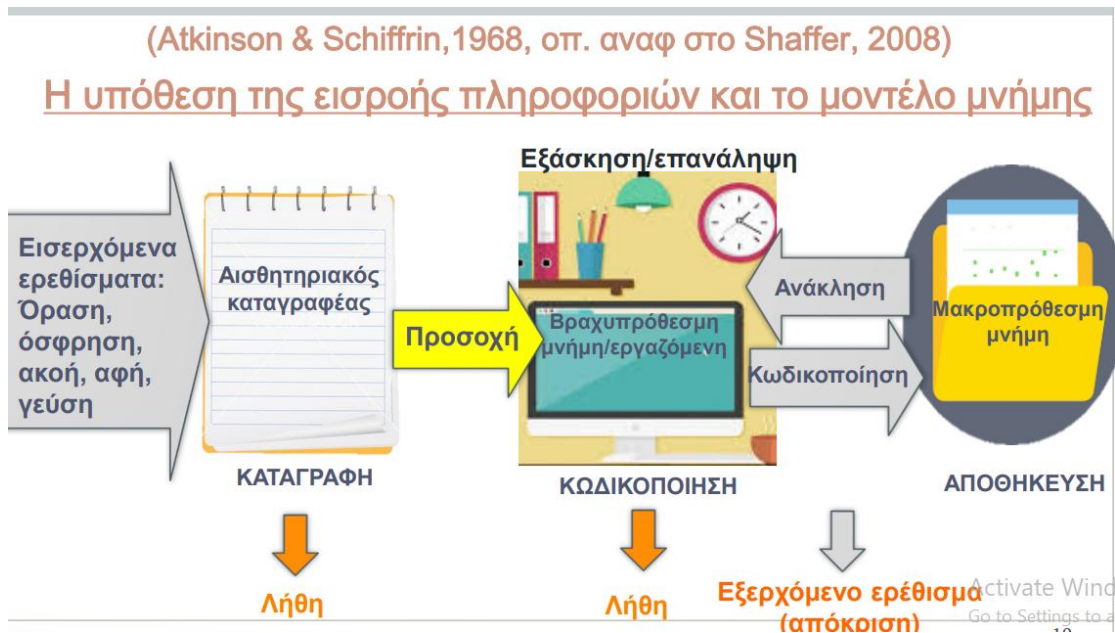 (Atkinson & Schiffrin,1968, οπ. αναφ στο Shaffer, 2008)
Η υπόθεση της εισροής πληροφοριών και το μοντέλο μνήμης
Εισερχόμενα
ερεθίσματα:
Όραση,
όσφρηση,
ακοή, αφή,
γεύση
Αισθητηριακός
καταγραφέας
ΚΑΤΑΓΡΑΦΗ
Λήθη
Προσοχή
Εξάσκηση/επανάληψη
Βραχυπρόθεσμη
μνήμη/εργαζόμενη
ΚΩΔΙΚΟΠΟΙΗΣΗ
Λήθη
Ανάκληση
Κωδικοποίηση
Μακροπρόθεσμη
μνήμη
ΑΠΟΘΗΚΕΥΣΗ
Εξερχόμενο ερέθισμα
(απόκριση)
Activate Wind
Go to Settings to a